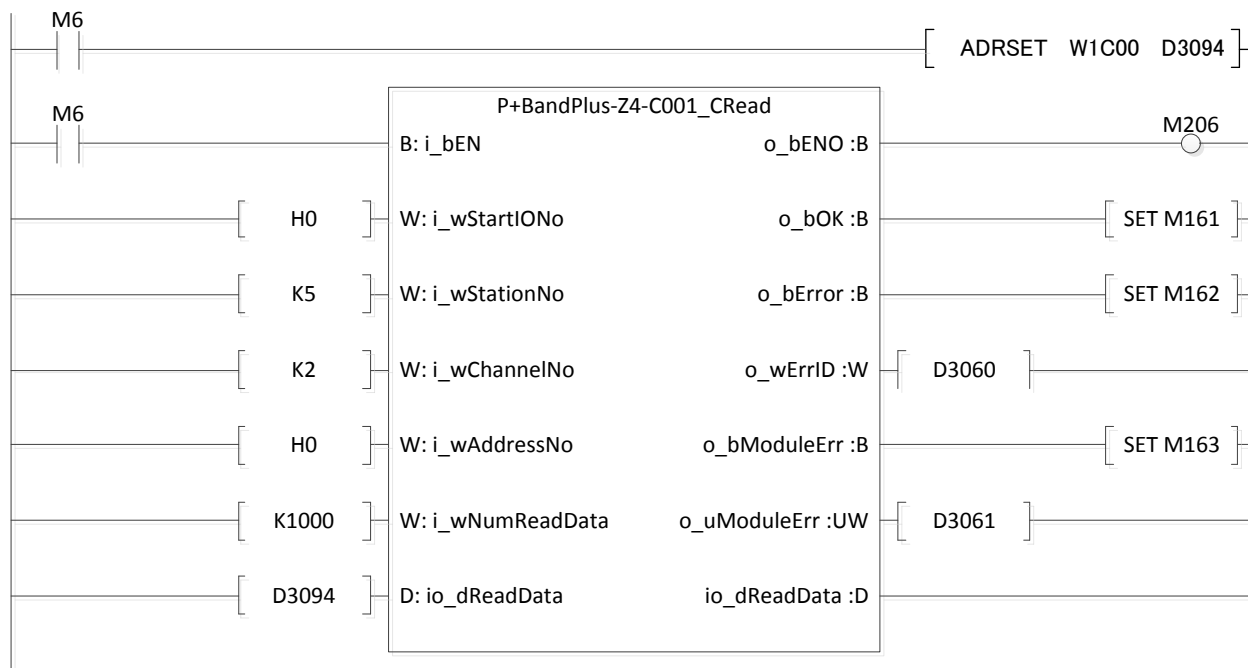 M6
ADRSET W1C00 D3094
M6
P+BandPlus-Z4-C001_CRead
M206
B: i_bEN o_bENO :B
H0 W: i_wStartIONo o_bOK :B SET M161
K5 W: i_wStationNo o_bError :B SET M162
K2 W: i_wChannelNo o_wErrID :W D3060
H0 W: i_wAddressNo o_bModuleErr :B SET M163
K1000 W: i_wNumReadData o_uModuleErr :UW D3061
D3094 D: io_dReadData io_dReadData :D